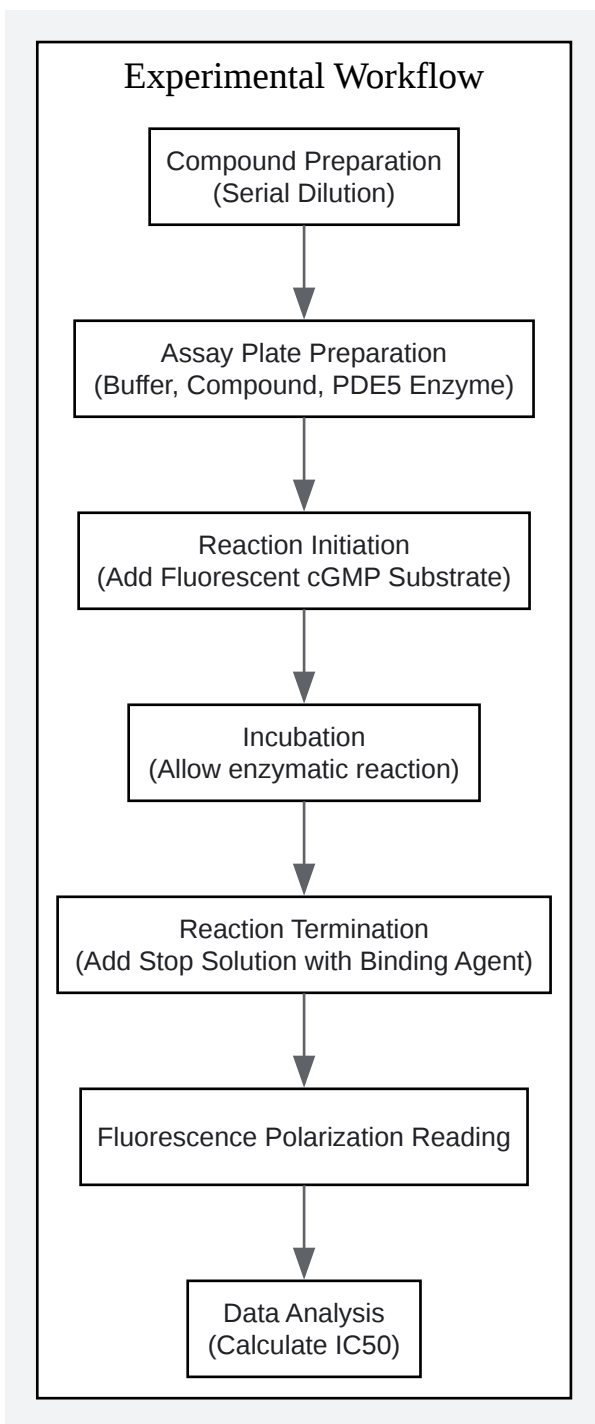 Experimental Workflow
Compound Preparation
(Serial Dilution)
Assay Plate Preparation
(Buffer, Compound, PDE5 Enzyme)
Reaction Initiation
(Add Fluorescent cGMP Substrate)
Incubation
(Allow enzymatic reaction)
Reaction Termination
(Add Stop Solution with Binding Agent)
Fluorescence Polarization Reading
Data Analysis
(Calculate IC50)